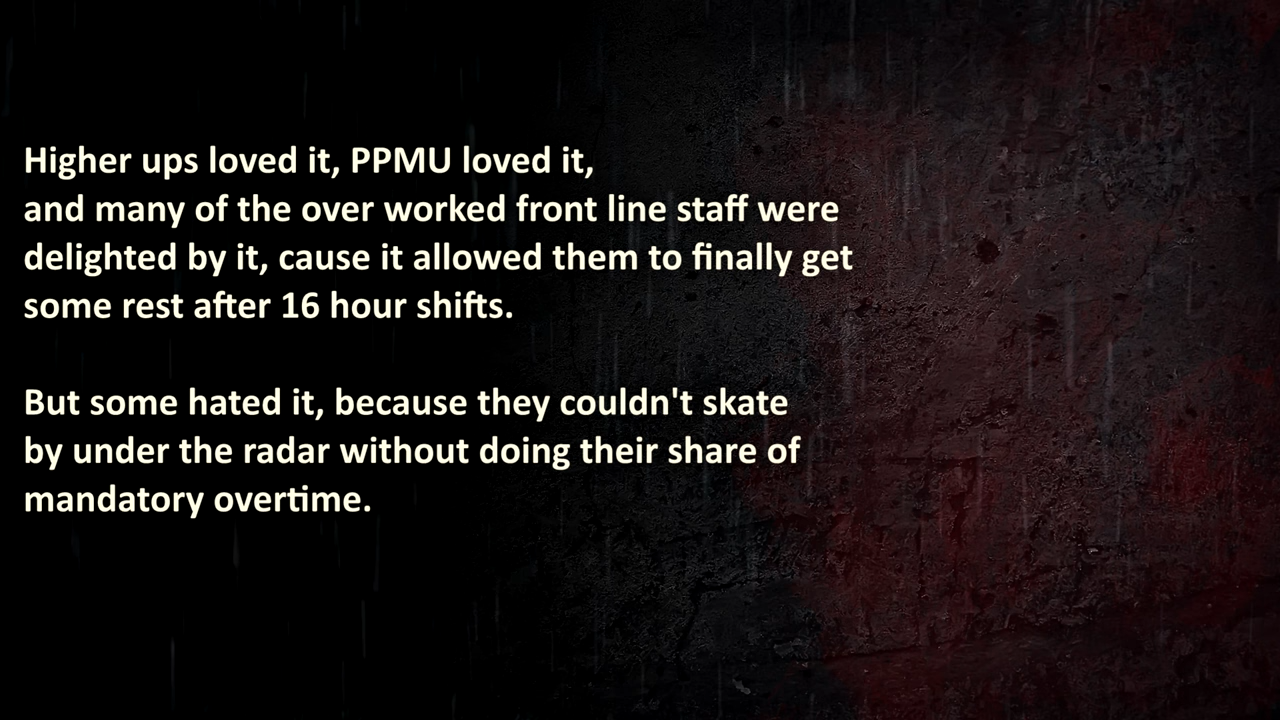 Higher ups loved it, PPMU loved it,
and many of the over worked front line staff were
delighted by it, cause it allowed them to finally get
some rest after 16 hour shifts.
But some hated it, because they couldn't skate
by under the radar without doing their share of
mandatory overtime.